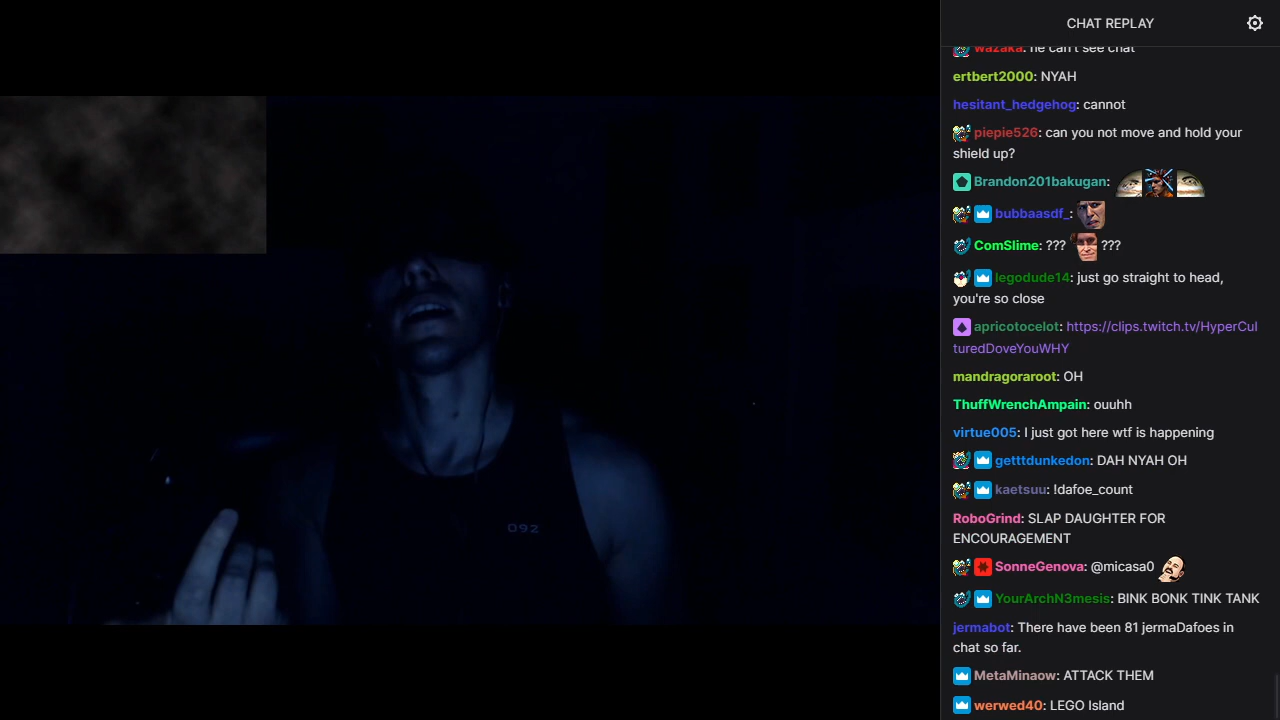 CHAT REPLAY
wazaka: he can't see chat
ertbert2000: NYAH
hesitant_hedgehog: cannot
piepie526: can you not move and hold your
shield up?
Brandon201bakugan:
bubbaasdf_:
ComSlime: ??? ???
legodude14: just go straight to head,
you're so close
apricotocelot: https://clips.twitch.tv/HyperCul
turedDoveYouWHY
mandragoraroot: OH
ThuffWrenchAmpain: ouuhh
virtue005: I just got here wtf is happening
getttdunkedon: DAH NYAH OH
kaetsuu: !dafoe_count
092
RoboGrind: SLAP DAUGHTER FOR
ENCOURAGEMENT
SonneGenova: @micasa0
YourArchN3mesis: BINK BONK TINK TANK
jermabot: There have been 81 jermaDafoes in
chat so far.
MetaMinaow: ATTACK THEM
werwed40: LEGO Island